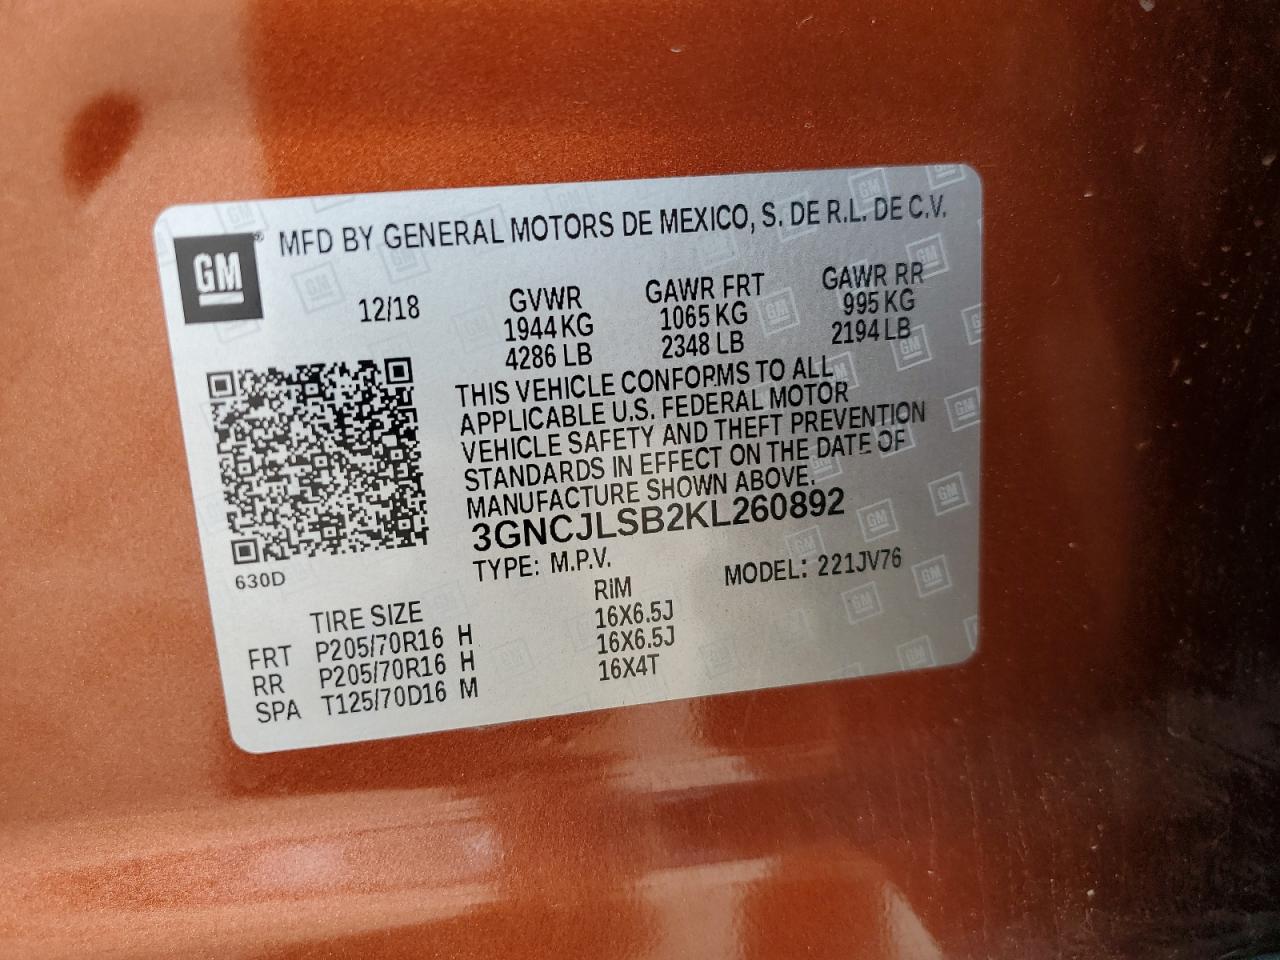 GM ® MFD BY GENERAL MOTORS DE MEXICO, S. DE R.L. DE C.V.
12/18 GVWR GAWR FRT GAWR RR
1944 KG 1065 KG 995 KG
4286 LB 2348 LB 2194 LB
THIS VEHICLE CONFORMS TO ALL
APPLICABLE U.S. FEDERAL MOTOR
VEHICLE SAFETY AND THEFT PREVENTION
STANDARDS IN EFFECT ON THE DATE OF
MANUFACTURE SHOWN ABOVE.
3GNCJLSB2KL260892
630D
TYPE: M.P.V. MODEL: 221JV76
TIRE SIZE RIM
FRT P205/70R16 H 16X6.5J
RR P205/70R16 H 16X6.5J
SPA T125/70D16 M 16X4T